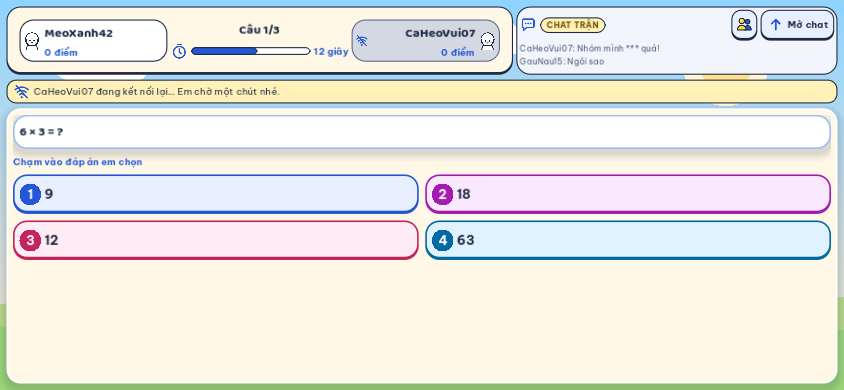 MeoXanh42
0 điểm
Câu 1/3
12 giây
CaHeoVui07
0 điểm
CHAT TRẬN
Mở chat
CaHeoVui07: Nhóm mình *** quá!
GauNau15: Ngôi sao
CaHeoVui07 đang kết nối lại... Em chờ một chút nhé.
6 × 3 = ?
Chạm vào đáp án em chọn
1 9
2 18
3 12
4 63